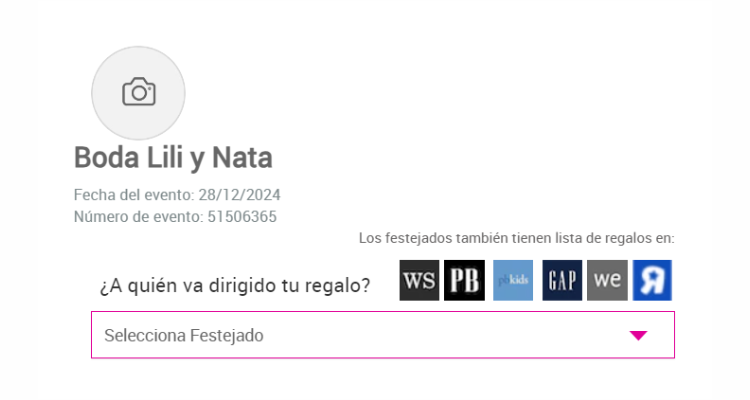 Boda Lili y Nata
Fecha del evento: 28/12/2024
Número de evento: 51506365
Los festejados también tienen lista de regalos en:
¿A quién va dirigido tu regalo?
WS PB pbkids GAP we R
Selecciona Festejado